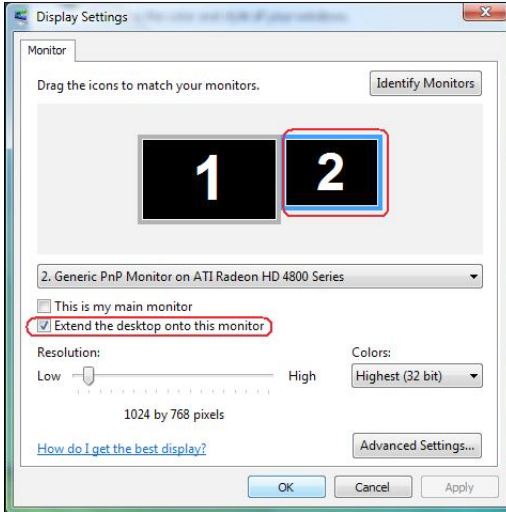 Display Settings
Monitor
Drag the icons to match your monitors.
Identify Monitors
1
2
2. Generic PnP Monitor on ATI Radeon HD 4800 Series
This is my main monitor
Extend the desktop onto this monitor
Resolution:
Colors:
Low
High
Highest (32 bit)
1024 by 768 pixels
How do I get the best display?
Advanced Settings...
OK
Cancel
Apply